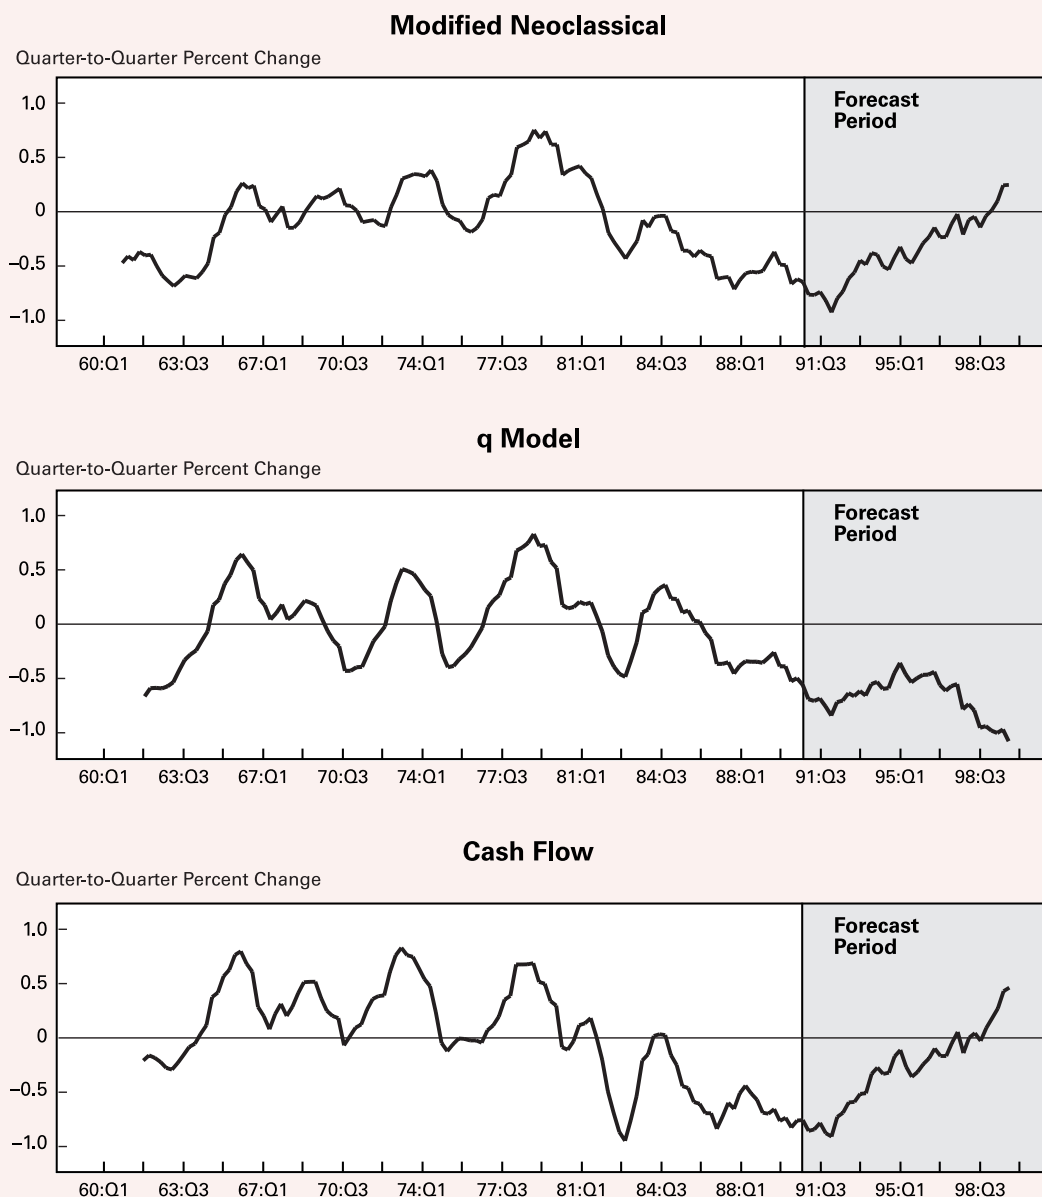 Modified Neoclassical
Quarter-to-Quarter Percent Change
1.0
0.5
0
−0.5
−1.0
Forecast
Period
60:Q1 63:Q3 67:Q1 70:Q3 74:Q1 77:Q3 81:Q1 84:Q3 88:Q1 91:Q3 95:Q1 98:Q3
q Model
Quarter-to-Quarter Percent Change
1.0
0.5
0
−0.5
−1.0
Forecast
Period
60:Q1 63:Q3 67:Q1 70:Q3 74:Q1 77:Q3 81:Q1 84:Q3 88:Q1 91:Q3 95:Q1 98:Q3
Cash Flow
Quarter-to-Quarter Percent Change
1.0
0.5
0
−0.5
−1.0
Forecast
Period
60:Q1 63:Q3 67:Q1 70:Q3 74:Q1 77:Q3 81:Q1 84:Q3 88:Q1 91:Q3 95:Q1 98:Q3